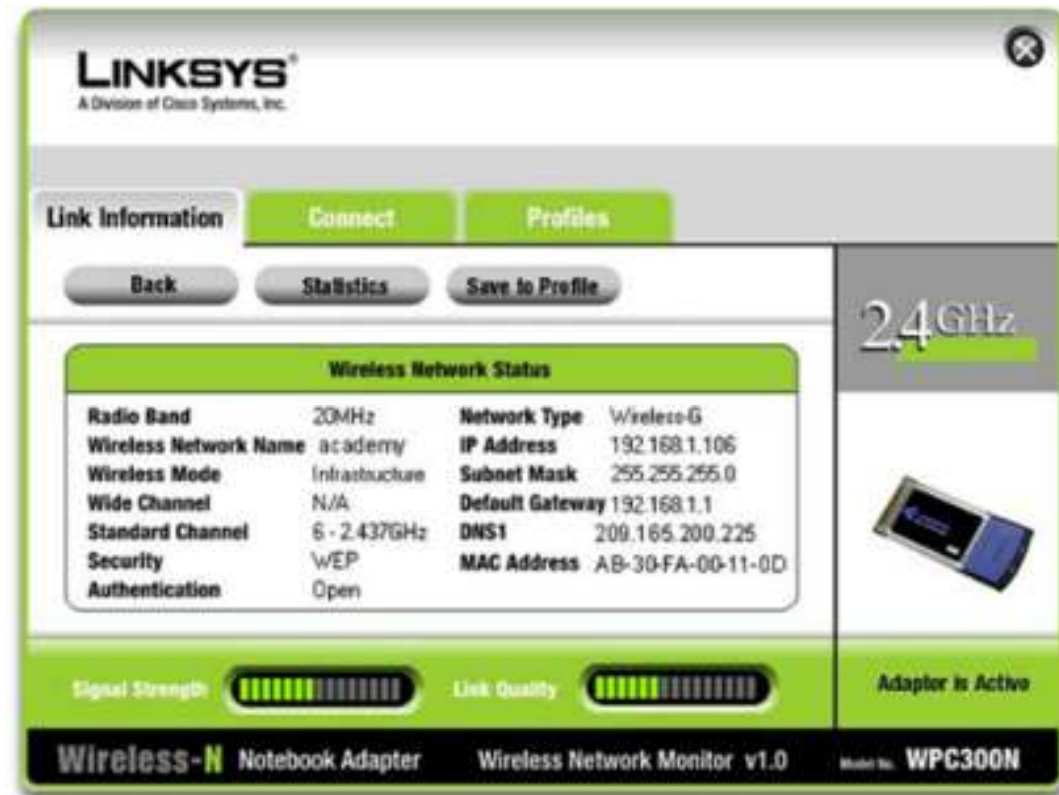 LINKSYS®
A Division of Cisco Systems, Inc.
Link Information Connect Profiles
Back Statistics Save to Profile
2.4GHz
Wireless Network Status
Radio Band 20MHz Network Type Wireless-G
Wireless Network Name academy IP Address 192.168.1.106
Wireless Mode Infrastructure Subnet Mask 255.255.255.0
Wide Channel N/A Default Gateway 192.168.1.1
Standard Channel 6 - 2.437GHz DNS1 209.165.200.225
Security WEP MAC Address AB-30-FA-00-11-0D
Authentication Open
Signal Strength Link Quality Adapter is Active
Wireless-N Notebook Adapter Wireless Network Monitor v1.0 Model No. WPC300N